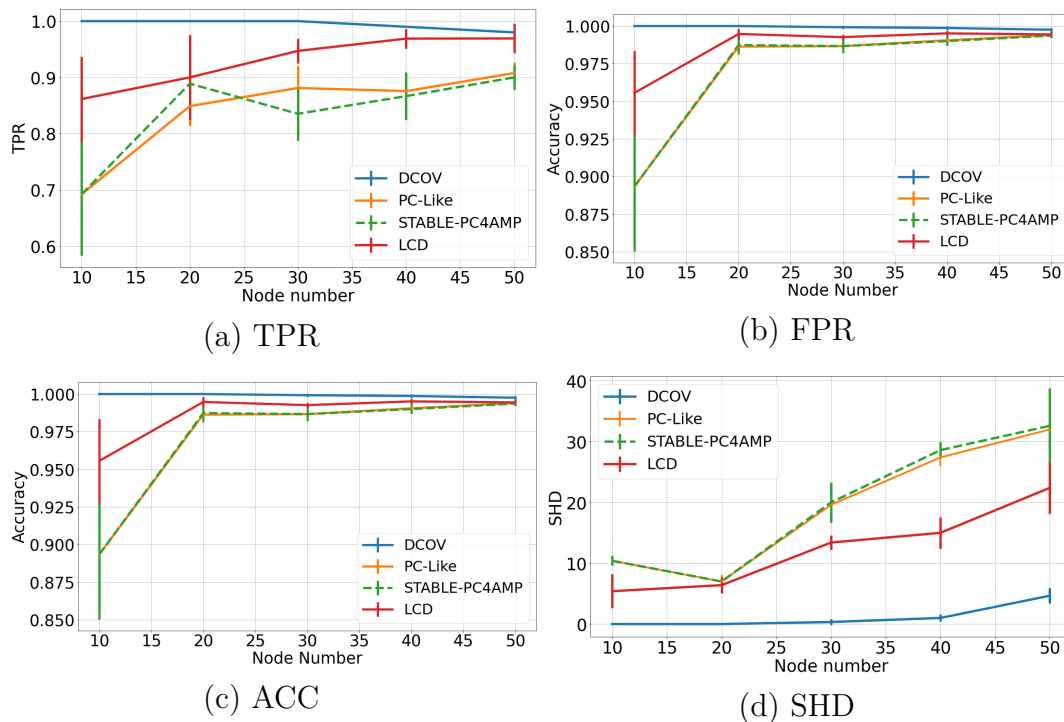 1.0
0.9
0.8
0.7
0.6
TPR
DCOV
PC-Like
STABLE-PC4AMP
LCD
10 15 20 25 30 35 40 45 50
Node number
(a) TPR
1.000
0.975
0.950
0.925
0.900
0.875
0.850
Accuracy
DCOV
PC-Like
STABLE-PC4AMP
LCD
10 15 20 25 30 35 40 45 50
Node Number
(b) FPR
1.000
0.975
0.950
0.925
0.900
0.875
0.850
Accuracy
DCOV
PC-Like
STABLE-PC4AMP
LCD
10 15 20 25 30 35 40 45 50
Node Number
(c) ACC
40
30
20
10
0
SHD
DCOV
PC-Like
STABLE-PC4AMP
LCD
10 15 20 25 30 35 40 45 50
Node number
(d) SHD